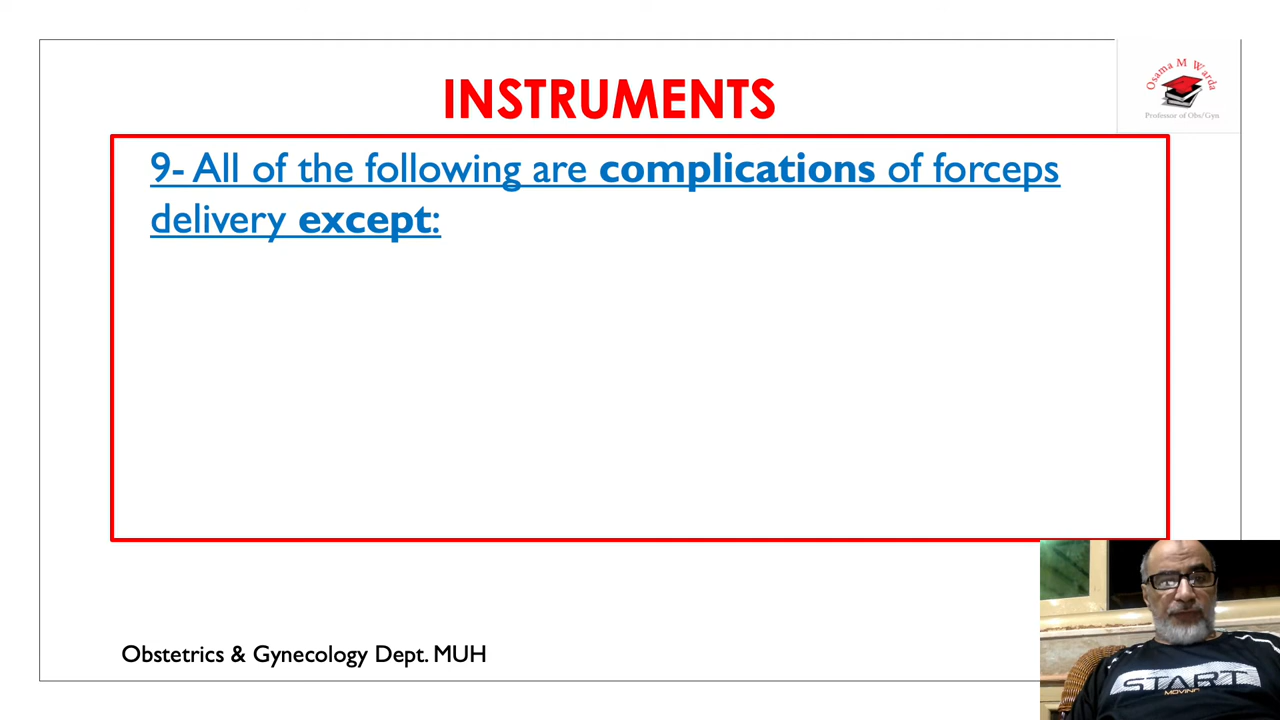 INSTRUMENTS
Osama M Warda
Professor of Obs/Gyn
9- All of the following are complications of forceps
delivery except:
Obstetrics & Gynecology Dept. MUH
START
MOVING